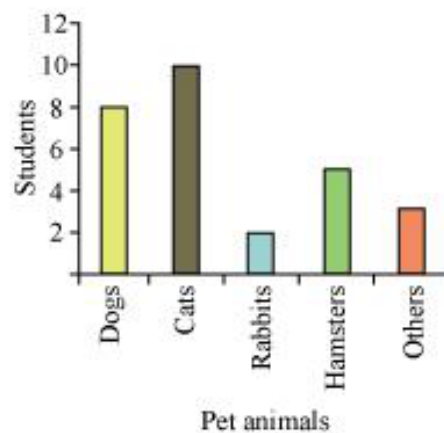 12
10
8
6
4
2
Students
Dogs
Cats
Rabbits
Hamsters
Others
Pet animals